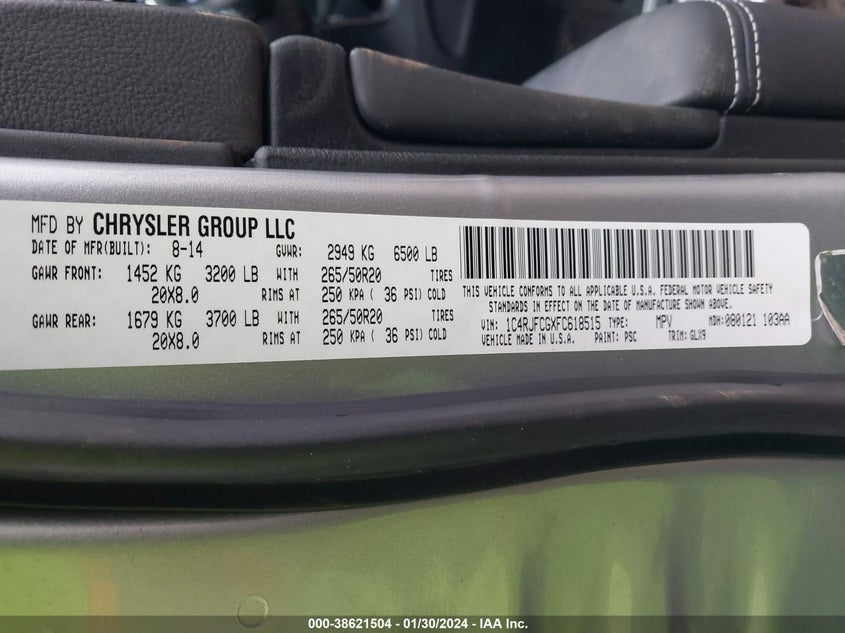 MFD BY CHRYSLER GROUP LLC
DATE OF MFR(BUILT): 8-14 GVWR: 2949 KG 6500 LB
GAWR FRONT: 1452 KG 3200 LB WITH 265/50R20 TIRES
20X8.0 RIMS AT 250 KPA ( 36 PSI) COLD
GAWR REAR: 1679 KG 3700 LB WITH 265/50R20 TIRES
20X8.0 RIMS AT 250 KPA ( 36 PSI) COLD
THIS VEHICLE CONFORMS TO ALL APPLICABLE U.S.A. FEDERAL MOTOR VEHICLE SAFETY
STANDARDS IN EFFECT ON THE DATE OF MANUFACTURE SHOWN ABOVE.
VIN: 1C4RJFCGXFC618515 TYPE: MPV MDH:080121 103AA
VEHICLE MADE IN U.S.A. PAINT: PSC TRIM: GLX9
000-38621504 — 01/30/2024 — IAA Inc.